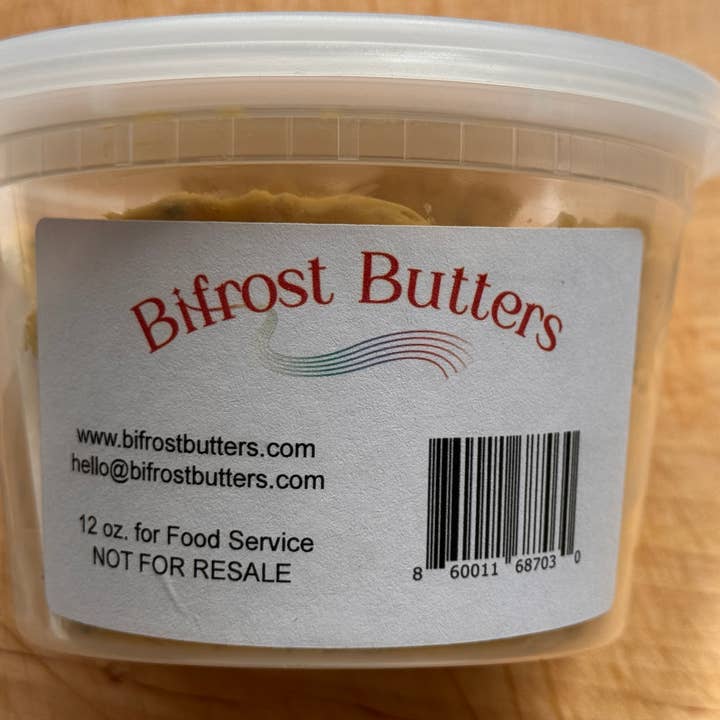 Bifrost Butters
www.bifrostbutters.com
hello@bifrostbutters.com
12 oz. for Food Service
NOT FOR RESALE
8 60011 68703 0